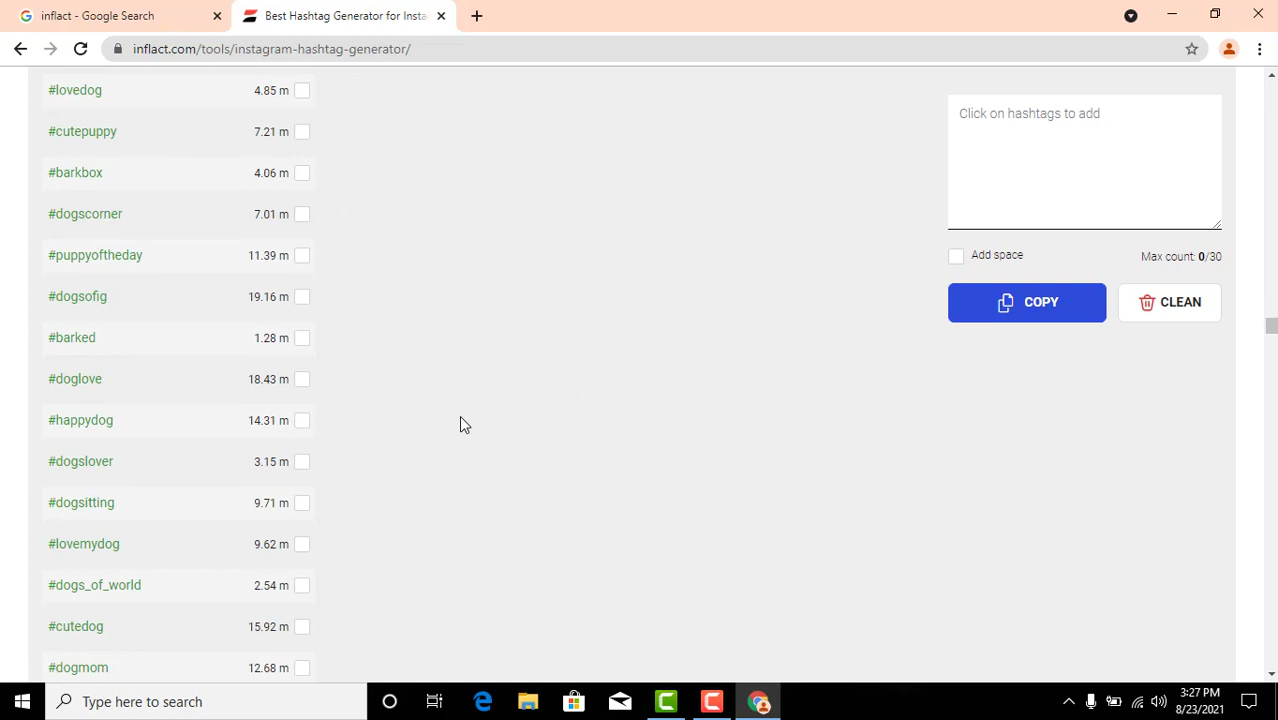 inflact - Google Search
Best Hashtag Generator for Insta
inflact.com/tools/instagram-hashtag-generator/
#lovedog 4.85 m
#cutepuppy 7.21 m
#barkbox 4.06 m
#dogscorner 7.01 m
#puppyoftheday 11.39 m
#dogsofig 19.16 m
#barked 1.28 m
#doglove 18.43 m
#happydog 14.31 m
#dogslover 3.15 m
#dogsitting 9.71 m
#lovemydog 9.62 m
#dogs_of_world 2.54 m
#cutedog 15.92 m
#dogmom 12.68 m
Click on hashtags to add
Add space
Max count: 0/30
COPY
CLEAN
Type here to search
3:27 PM
8/23/2021